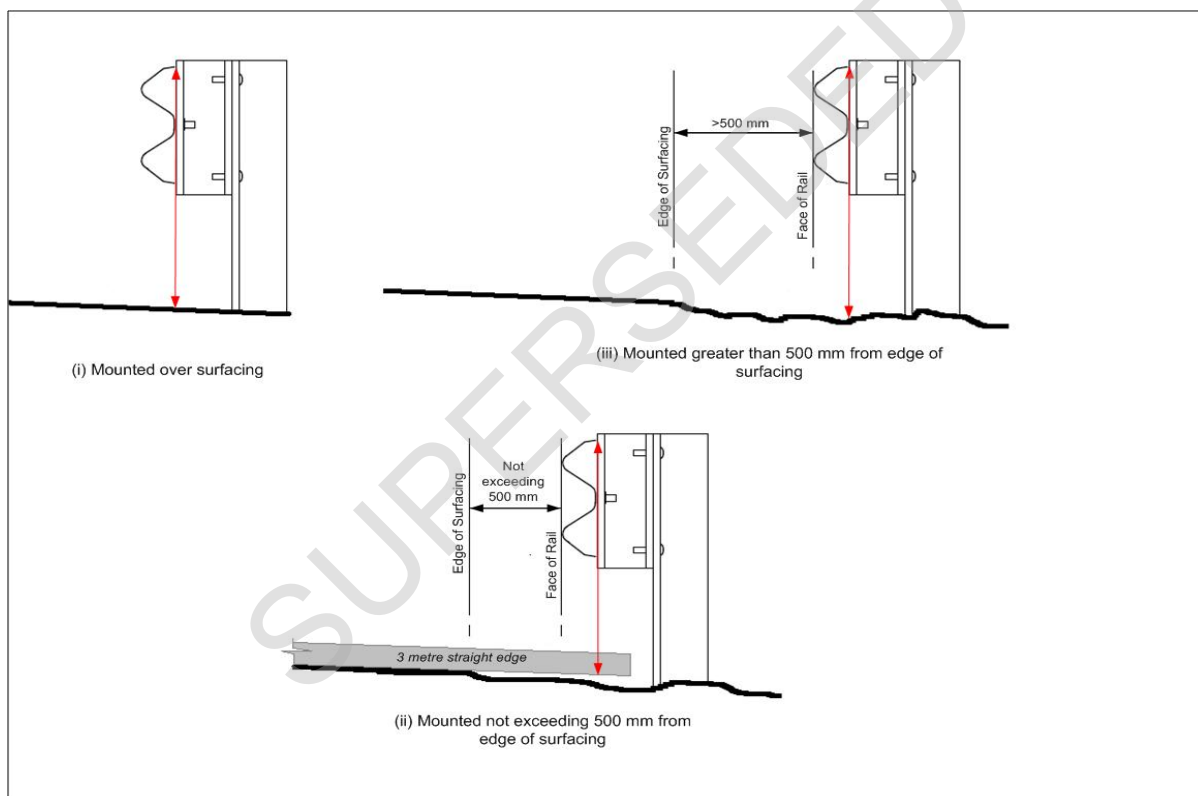 SUPERSEDED
Edge of Surfacing
>500 mm
Face of Rail
(i) Mounted over surfacing
(iii) Mounted greater than 500 mm from edge of
surfacing
Edge of Surfacing
Not
exceeding
500 mm
Face of Rail
3 metre straight edge
(ii) Mounted not exceeding 500 mm from
edge of surfacing